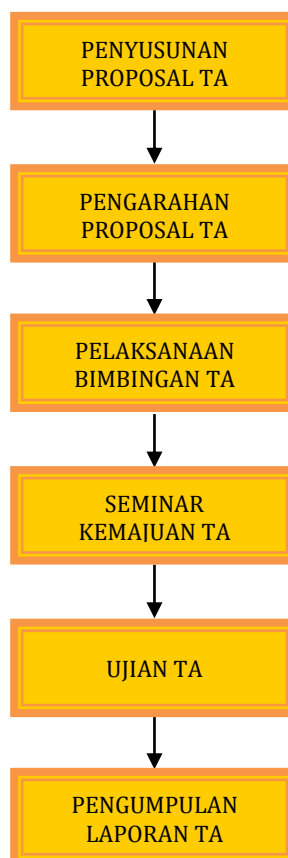 PENYUSUNAN
PROPOSAL TA
PENGARAHAN
PROPOSAL TA
PELAKSANAAN
BIMBINGAN TA
SEMINAR
KEMAJUAN TA
UJIAN TA
PENGUMPULAN
LAPORAN TA